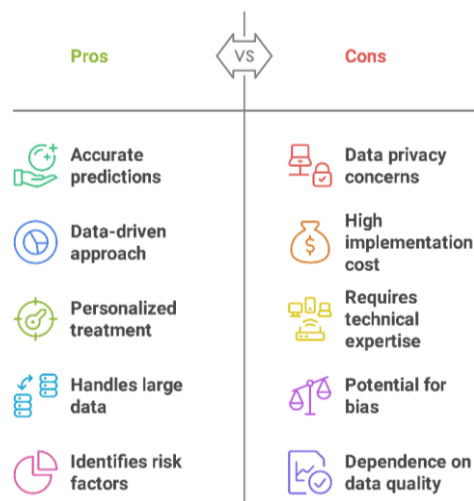 Pros
VS
Cons
Accurate
predictions
Data privacy
concerns
Data-driven
approach
High
implementation
cost
$
Personalized
treatment
Requires
technical
expertise
Handles large
data
Potential for
bias
Identifies risk
factors
Dependence on
data quality